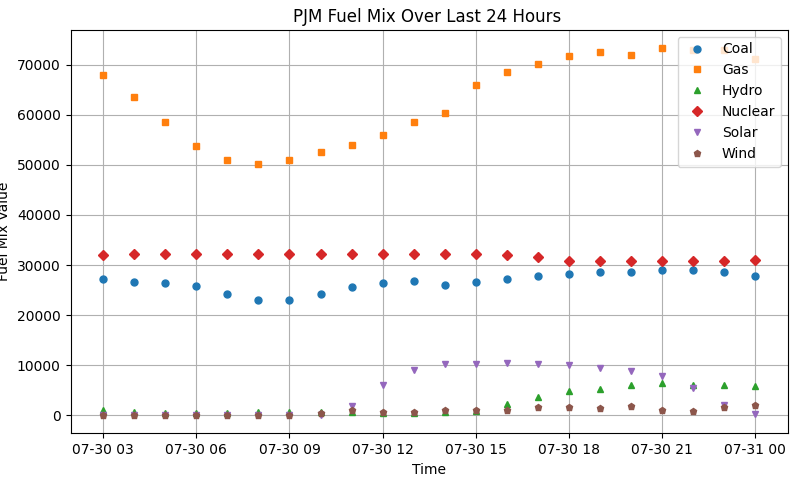 PJM Fuel Mix Over Last 24 Hours
Fuel Mix Value
70000
60000
50000
40000
30000
20000
10000
0
Coal
Gas
Hydro
Nuclear
Solar
Wind
07-30 03 07-30 06 07-30 09 07-30 12 07-30 15 07-30 18 07-30 21 07-31 00
Time